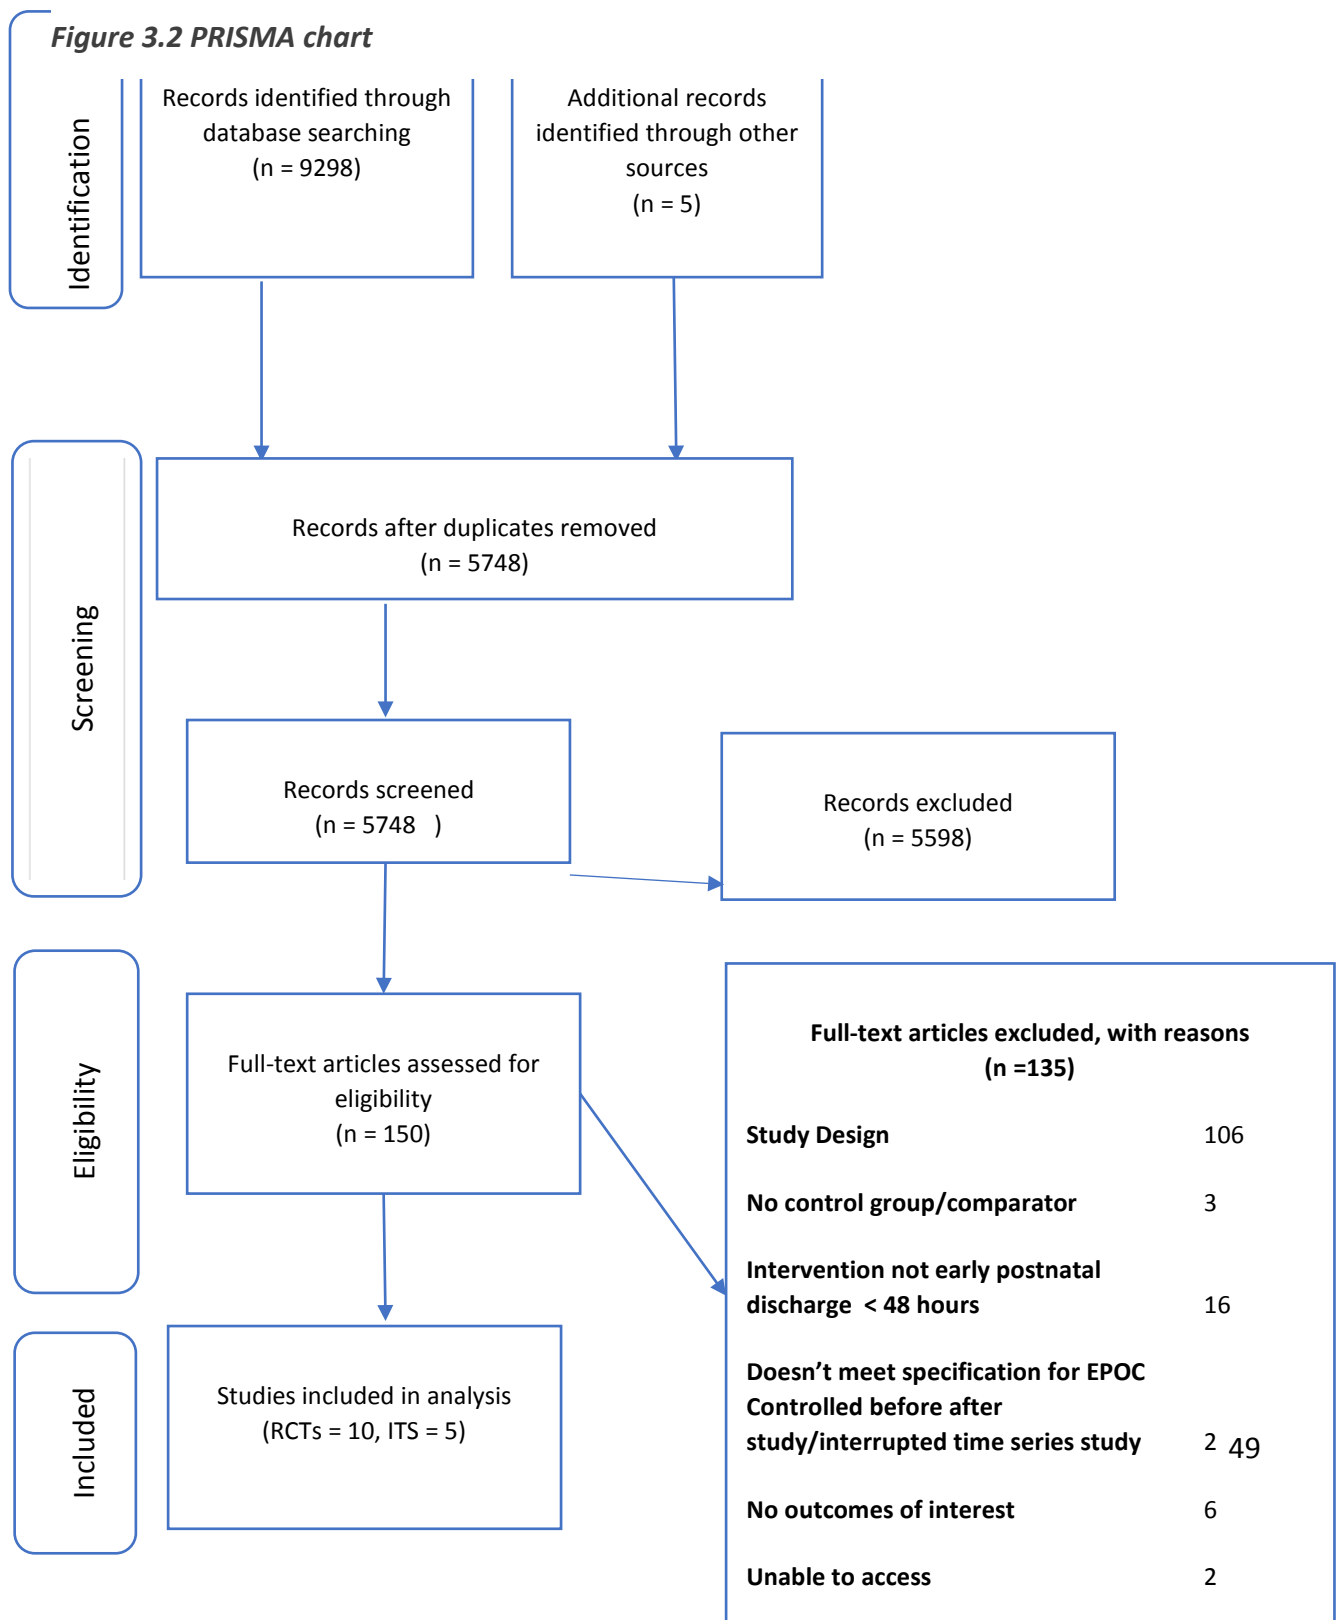 Figure 3.2 PRISMA chart
Identification
Records identified through
database searching
(n = 9298)
Additional records
identified through other
sources
(n = 5)
Screening
Records after duplicates removed
(n = 5748)
Records screened
(n = 5748 )
Records excluded
(n = 5598)
Eligibility
Full-text articles assessed for
eligibility
(n = 150)
Full-text articles excluded, with reasons
(n =135)
Study Design 106
No control group/comparator 3
Intervention not early postnatal
discharge < 48 hours 16
Doesn’t meet specification for EPOC
Controlled before after
study/interrupted time series study 2
49
No outcomes of interest 6
Unable to access 2
Included
Studies included in analysis
(RCTs = 10, ITS = 5)